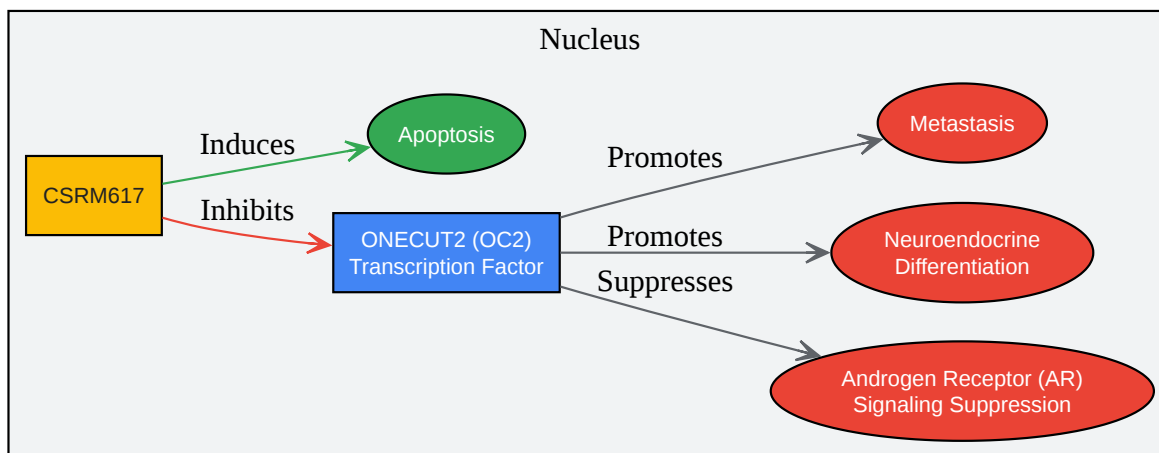 Nucleus
Apoptosis
Metastasis
Induces
Promotes
CSRM617
Inhibits
ONECUT2 (OC2)
Transcription Factor
Promotes
Neuroendocrine
Differentiation
Suppresses
Androgen Receptor (AR)
Signaling Suppression